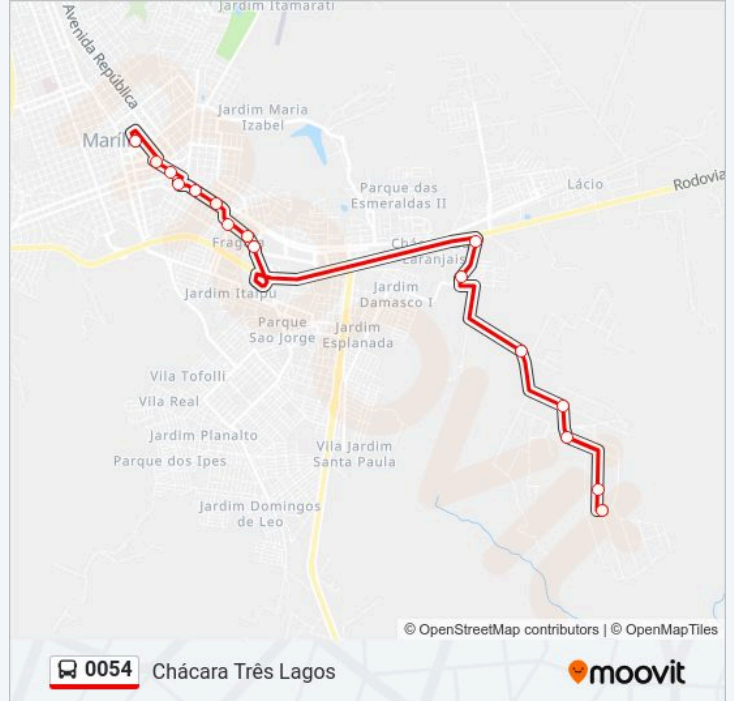 Jardim Itamarati
Avenida República
Jardim Maria
Izabel
Maríli
Parque das
Esmeraldas II
Lácio
Rodovia
Fraga
Chác
Laranjais
Jardim Itaipu
Jardim
Damasco I
Parque
Sao Jorge
Jardim
Esplanada
Vila Tofolli
Vila Real
Jardim Planalto
Parque dos Ipes
Vila Jardim
Santa Paula
Jardim Domingos
de Leo
© OpenStreetMap contributors | © OpenMapTiles
0054 Chácara Três Lagos
moovit